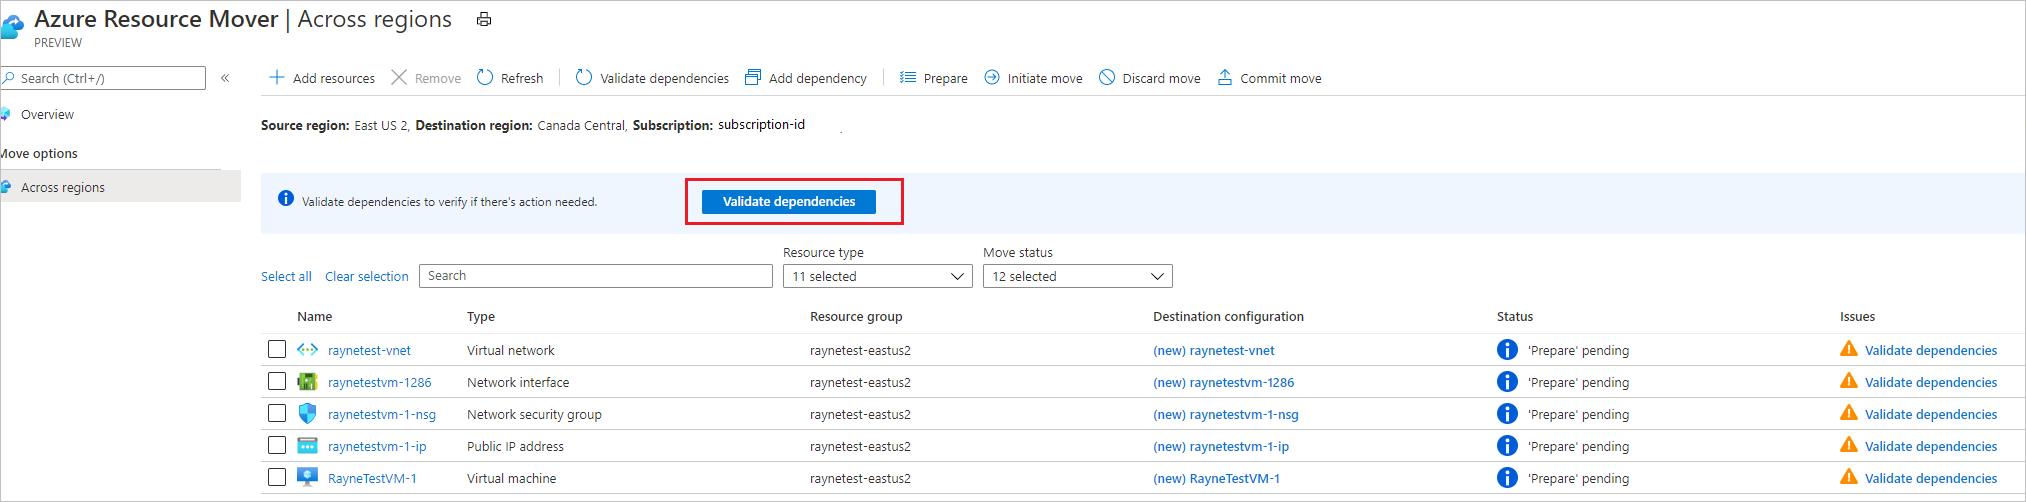 Azure Resource Mover | Across regions
PREVIEW
Search (Ctrl+/) «
Add resources Remove Refresh Validate dependencies Add dependency Prepare Initiate move Discard move Commit move
Overview
Source region: East US 2, Destination region: Canada Central, Subscription: subscription-id
Move options
Across regions
Validate dependencies to verify if there's action needed. Validate dependencies
Resource type Move status
Select all Clear selection Search 11 selected 12 selected
Name Type Resource group Destination configuration Status Issues
raynetest-vnet Virtual network raynetest-eastus2 (new) raynetest-vnet 'Prepare' pending Validate dependencies
raynetestvm-1286 Network interface raynetest-eastus2 (new) raynetestvm-1286 'Prepare' pending Validate dependencies
raynetestvm-1-nsg Network security group raynetest-eastus2 (new) raynetestvm-1-nsg 'Prepare' pending Validate dependencies
raynetestvm-1-ip Public IP address raynetest-eastus2 (new) raynetestvm-1-ip 'Prepare' pending Validate dependencies
RayneTestVM-1 Virtual machine raynetest-eastus2 (new) RayneTestVM-1 'Prepare' pending Validate dependencies